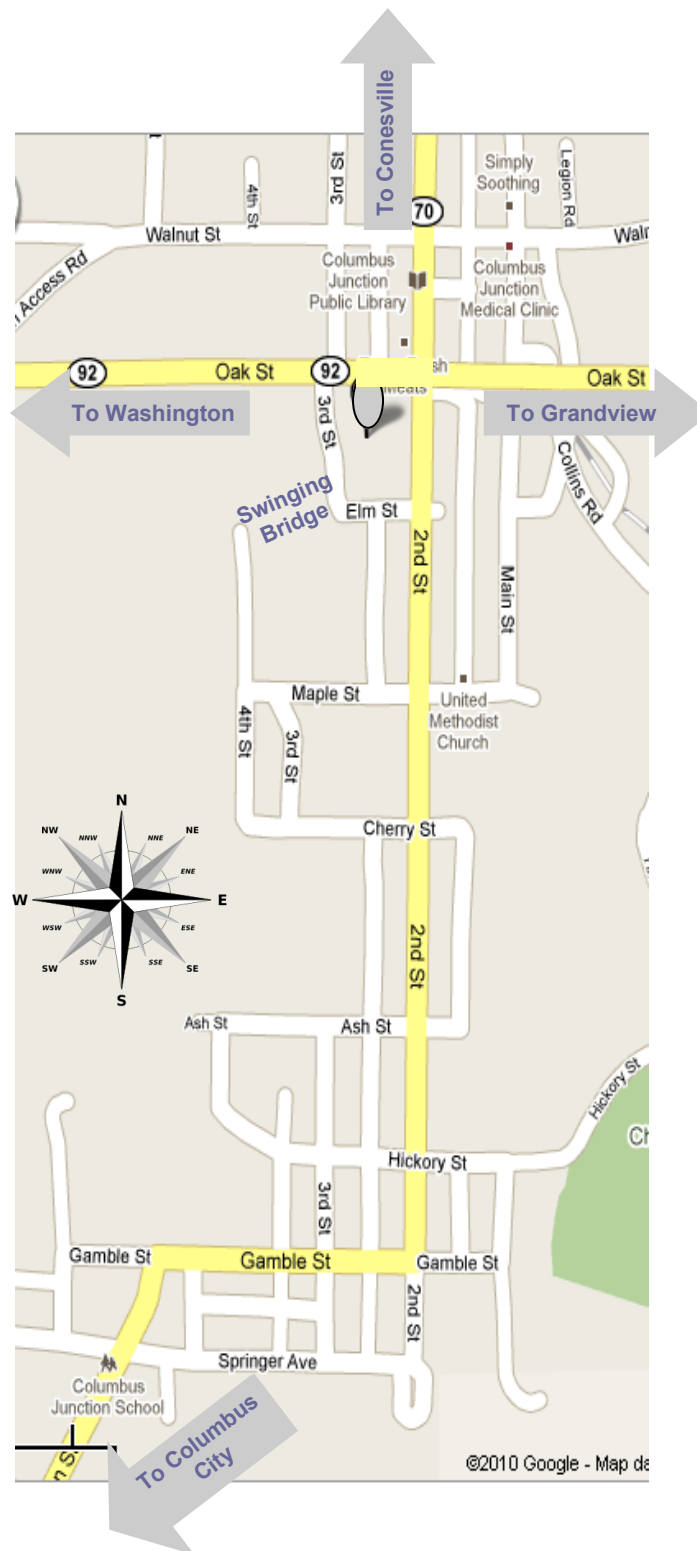 To Conesville
3rd St
4th St
Simply
Soothing
Legion Rd
70
Walnut St
Columbus
Junction
Public Library
Columbus
Junction
Medical Clinic
Access Rd
92
Oak St
92
Oak St
Meats
To Washington
To Grandview
3rd St
Collins Rd
Swinging
Bridge
Elm St
2nd St
Main St
Maple St
United
Methodist
Church
4th St
3rd St
Cherry St
N
NW
NNW
NNE
NE
WNW
ENE
W
E
WSW
ESE
SW
SSW
SSE
SE
S
2nd St
Ash St
Ash St
Hickory St
Hickory St
3rd St
Gamble St
Gamble St
Gamble St
2nd St
Springer Ave
Columbus
Junction School
To Columbus
City
©2010 Google - Map